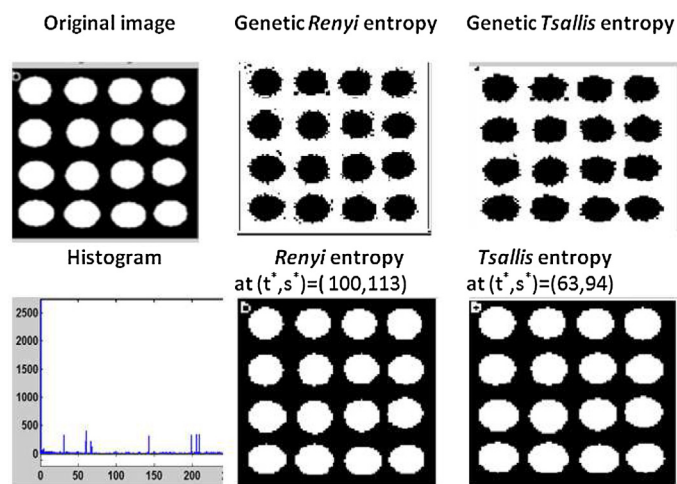 Original image
Genetic Renyi entropy
Genetic Tsallis entropy
Histogram
Renyi entropy
at (t*,s*)=( 100,113)
Tsallis entropy
at (t*,s*)=(63,94)
2500
2000
1500
1000
500
0
0 50 100 150 200